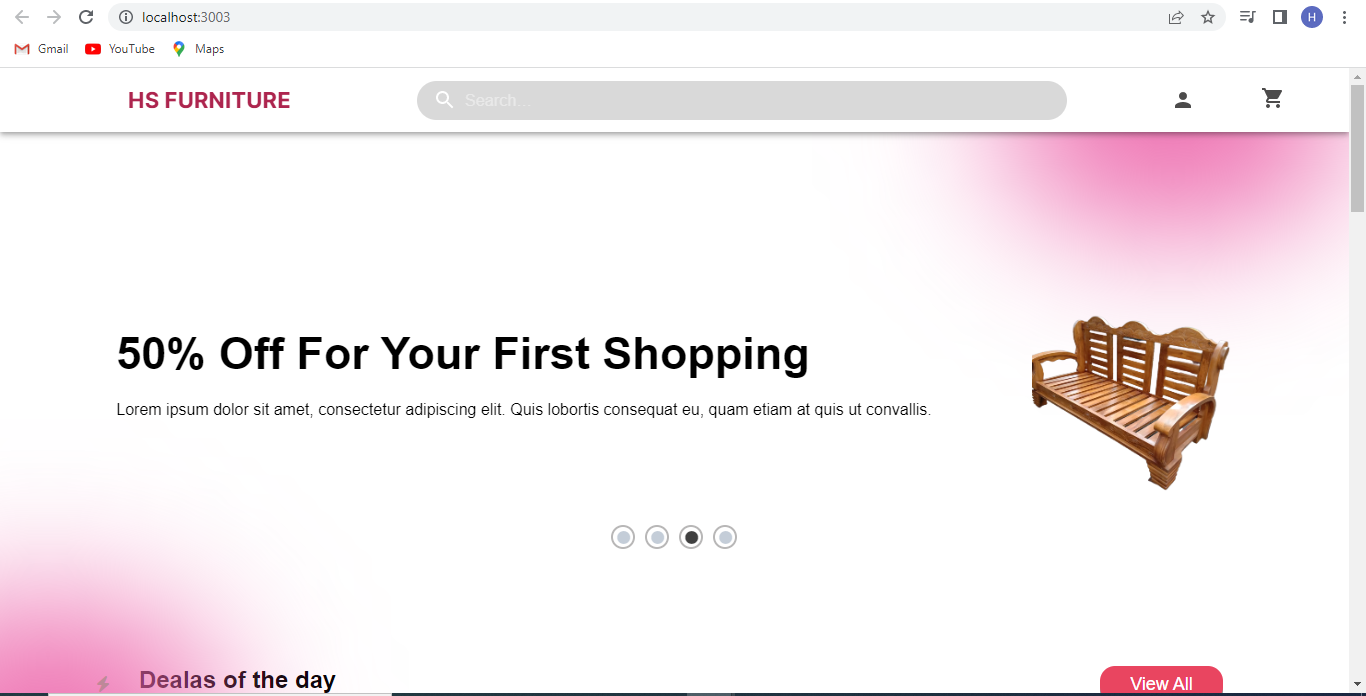 localhost:3003
H
Gmail YouTube Maps
HS FURNITURE
Search...
50% Off For Your First Shopping
Lorem ipsum dolor sit amet, consectetur adipiscing elit. Quis lobortis consequat eu, quam etiam at quis ut convallis.
Dealas of the day
View All